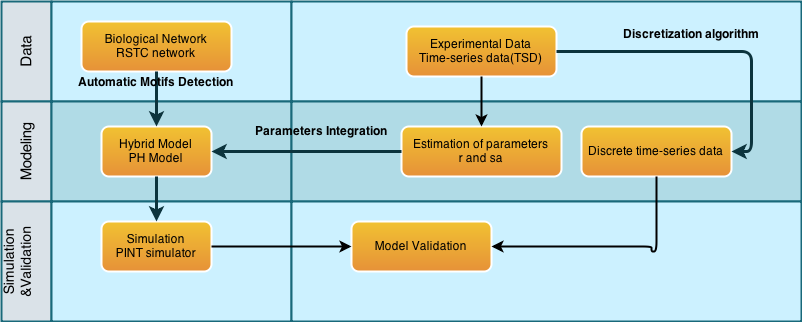 Data
Biological Network
RSTC network
Experimental Data
Time-series data(TSD)
Discretization algorithm
Automatic Motifs Detection
Modeling
Hybrid Model
PH Model
Parameters Integration
Estimation of parameters
r and sa
Discrete time-series data
Simulation
&Validation
Simulation
PINT simulator
Model Validation